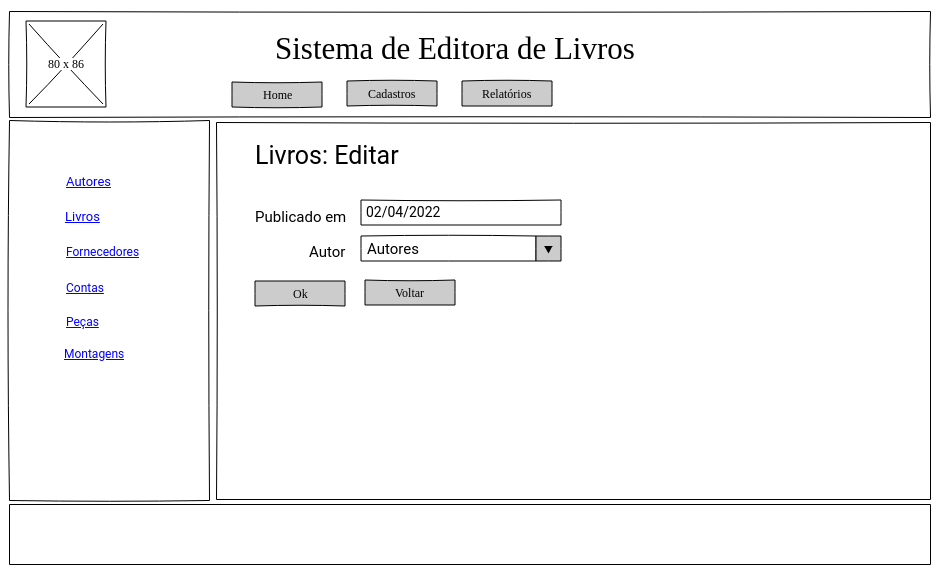 80 x 86
Sistema de Editora de Livros
Home
Cadastros
Relatórios
Autores
Livros
Fornecedores
Contas
Peças
Montagens
Livros: Editar
Publicado em 02/04/2022
Autor Autores
Ok
Voltar